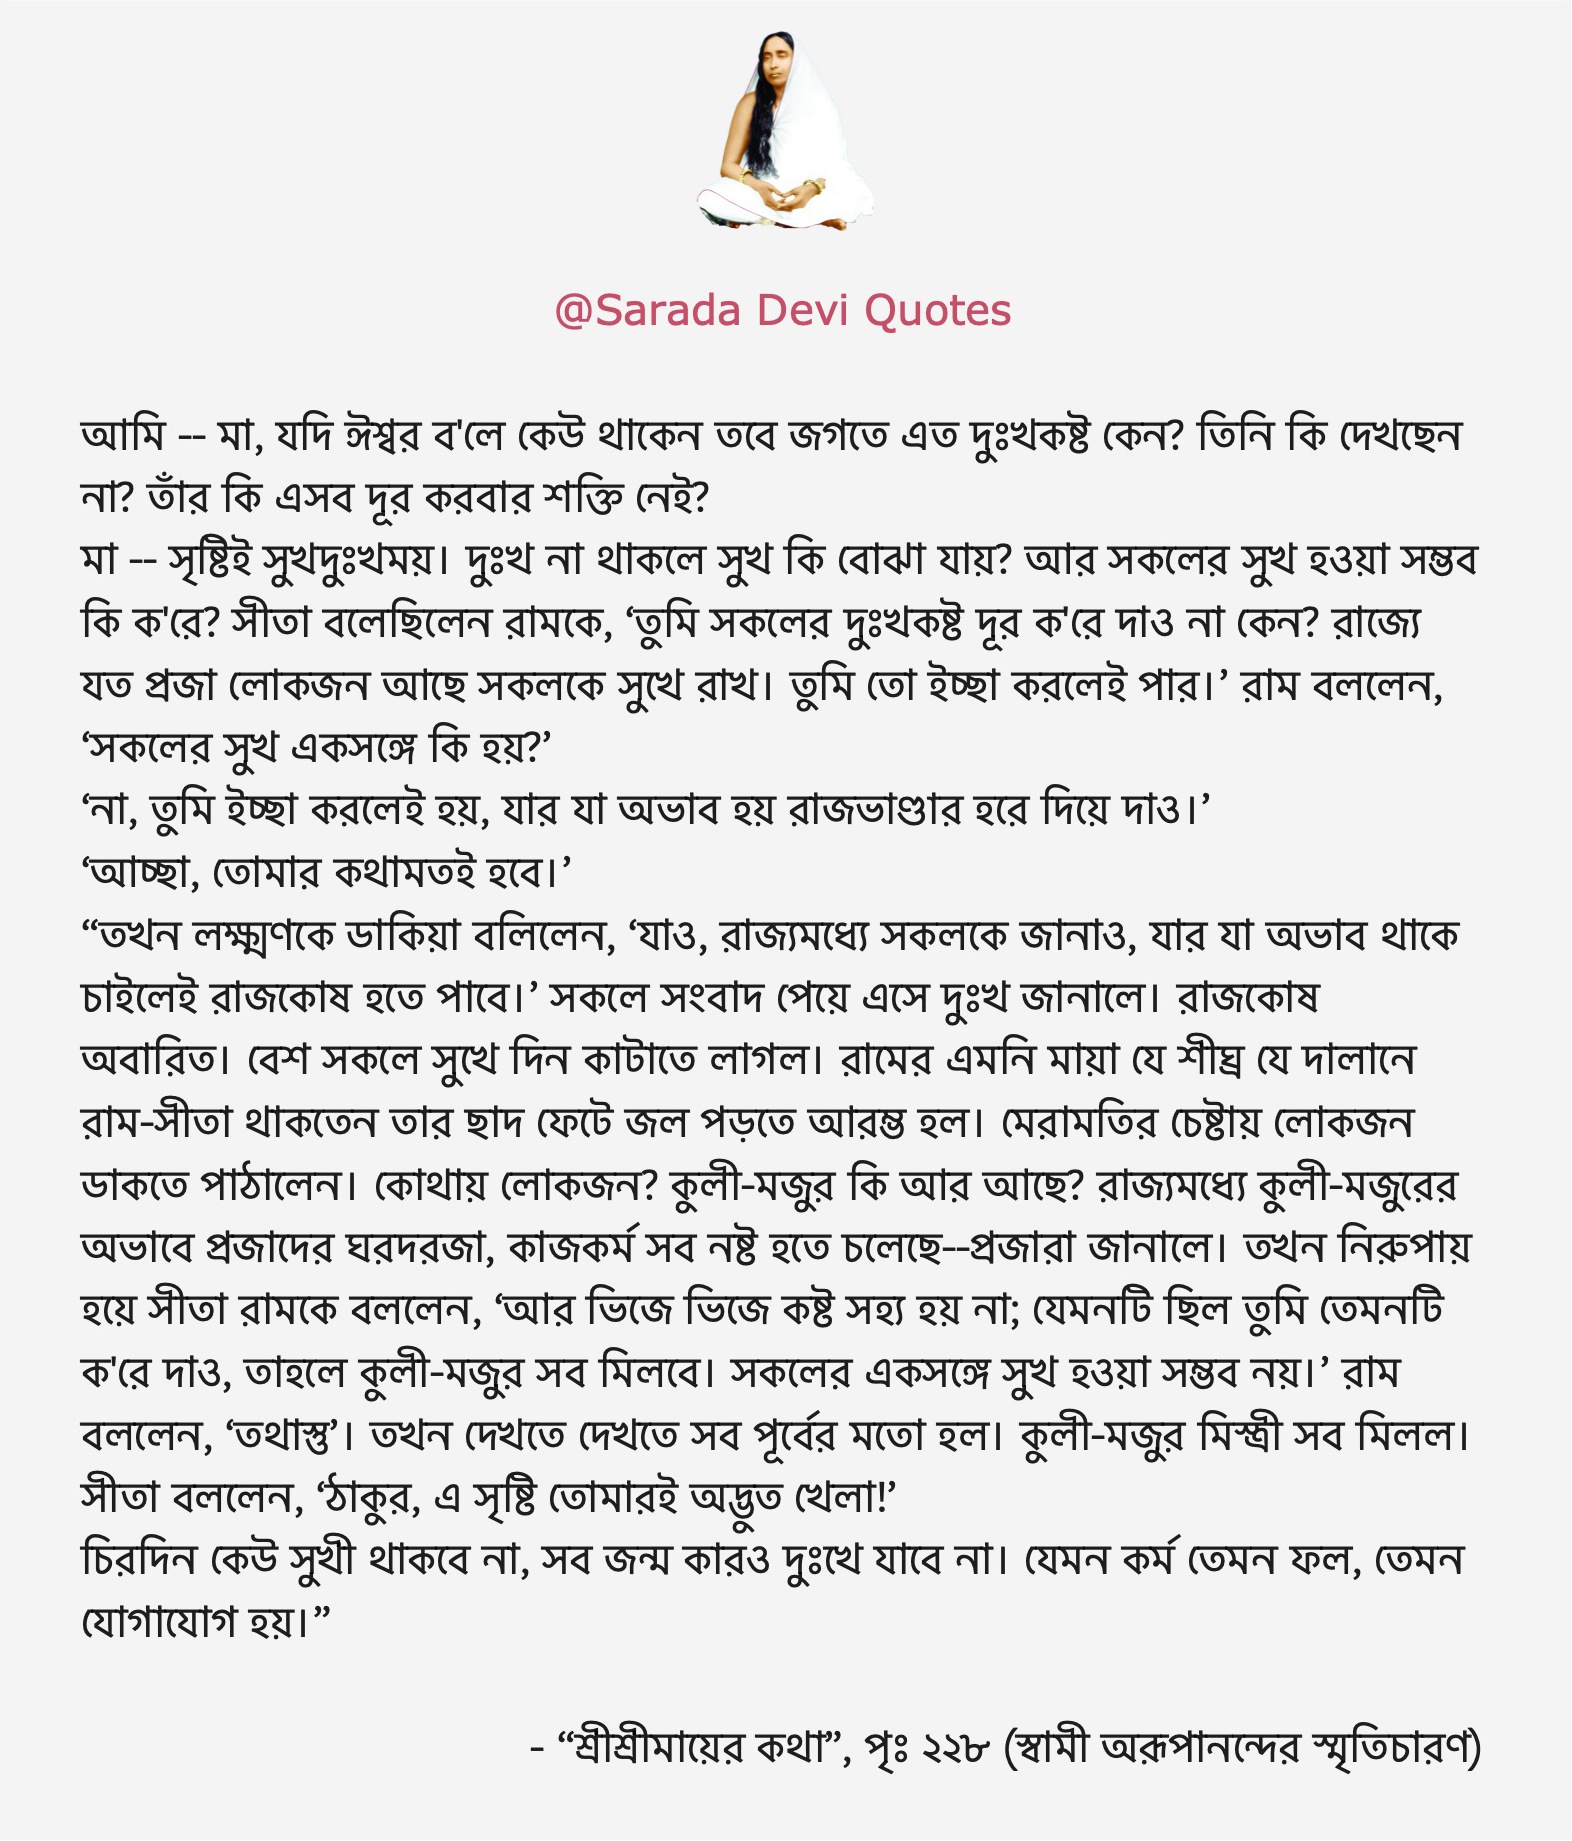 @Sarada Devi Quotes
আমি -- মা, যদি ঈশ্বর ব'লে কেউ থাকেন তবে জগতে এত দুঃখকষ্ট কেন? তিনি কি দেখছেন
না? তাঁর কি এসব দূর করবার শক্তি নেই?
মা -- সৃষ্টিই সুখদুঃখময়। দুঃখ না থাকলে সুখ কি বোঝা যায়? আর সকলের সুখ হওয়া সম্ভব
কি ক'রে? সীতা বলেছিলেন রামকে, ‘তুমি সকলের দুঃখকষ্ট দূর ক'রে দাও না কেন? রাজ্যে
যত প্রজা লোকজন আছে সকলকে সুখে রাখ। তুমি তো ইচ্ছা করলেই পার।’ রাম বললেন,
‘সকলের সুখ একসঙ্গে কি হয়?’
‘না, তুমি ইচ্ছা করলেই হয়, যার যা অভাব হয় রাজভাণ্ডার হরে দিয়ে দাও।’
‘আচ্ছা, তোমার কথামতই হবে।’
“তখন লক্ষ্মণকে ডাকিয়া বলিলেন, ‘যাও, রাজ্যমধ্যে সকলকে জানাও, যার যা অভাব থাকে
চাইলেই রাজকোষ হতে পাবে।’ সকলে সংবাদ পেয়ে এসে দুঃখ জানালে। রাজকোষ
অবারিত। বেশ সকলে সুখে দিন কাটাতে লাগল। রামের এমনি মায়া যে শীঘ্র যে দালানে
রাম-সীতা থাকতেন তার ছাদ ফেটে জল পড়তে আরম্ভ হল। মেরামতির চেষ্টায় লোকজন
ডাকতে পাঠালেন। কোথায় লোকজন? কুলী-মজুর কি আর আছে? রাজ্যমধ্যে কুলী-মজুরের
অভাবে প্রজাদের ঘরদরজা, কাজকর্ম সব নষ্ট হতে চলেছে--প্রজারা জানালে। তখন নিরুপায়
হয়ে সীতা রামকে বললেন, ‘আর ভিজে ভিজে কষ্ট সহ্য হয় না; যেমনটি ছিল তুমি তেমনটি
ক'রে দাও, তাহলে কুলী-মজুর সব মিলবে। সকলের একসঙ্গে সুখ হওয়া সম্ভব নয়।’ রাম
বললেন, ‘তথাস্তু’। তখন দেখতে দেখতে সব পূর্বের মতো হল। কুলী-মজুর মিস্ত্রী সব মিলল।
সীতা বললেন, ‘ঠাকুর, এ সৃষ্টি তোমারই অদ্ভুত খেলা!’
চিরদিন কেউ সুখী থাকবে না, সব জন্ম কারও দুঃখে যাবে না। যেমন কর্ম তেমন ফল, তেমন
যোগাযোগ হয়।”
- “শ্রীশ্রীমায়ের কথা”, পৃঃ ২২৮ (স্বামী অরূপানন্দের স্মৃতিচারণ)